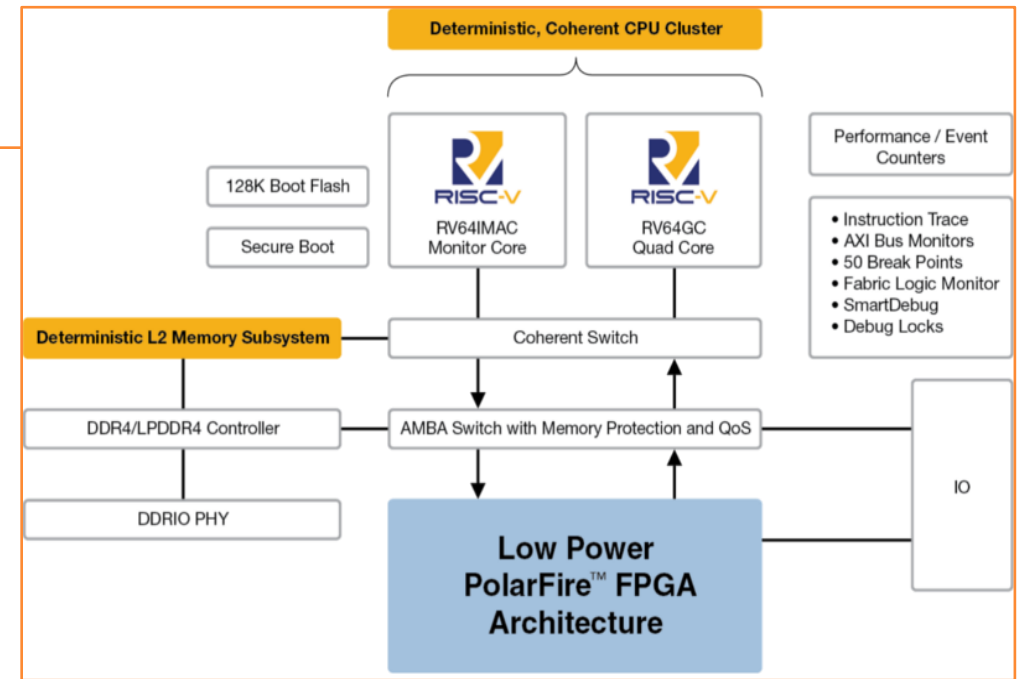 Deterministic, Coherent CPU Cluster
RISC-V
RV64IMAC
Monitor Core
RISC-V
RV64GC
Quad Core
128K Boot Flash
Secure Boot
Performance / Event
Counters
• Instruction Trace
• AXI Bus Monitors
• 50 Break Points
• Fabric Logic Monitor
• SmartDebug
• Debug Locks
Deterministic L2 Memory Subsystem
Coherent Switch
DDR4/LPDDR4 Controller
AMBA Switch with Memory Protection and QoS
IO
DDRIO PHY
Low Power
PolarFire™ FPGA
Architecture